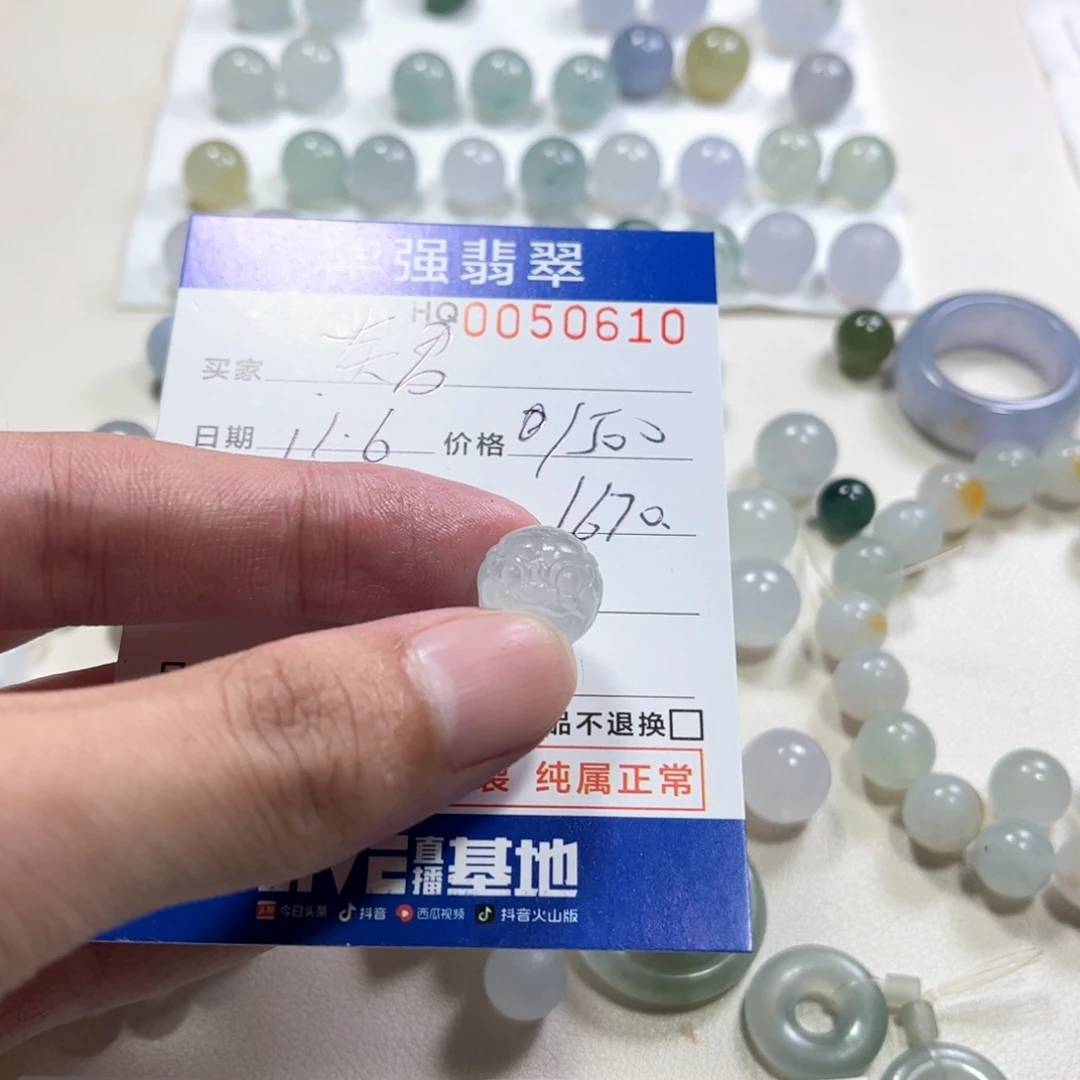 强翡翠
HQ0050610
买家
日期 11.6 价格 0/1500
1670.
品不退换
纯属正常
直播基地
今日头条 抖音 西瓜视频 抖音火山版